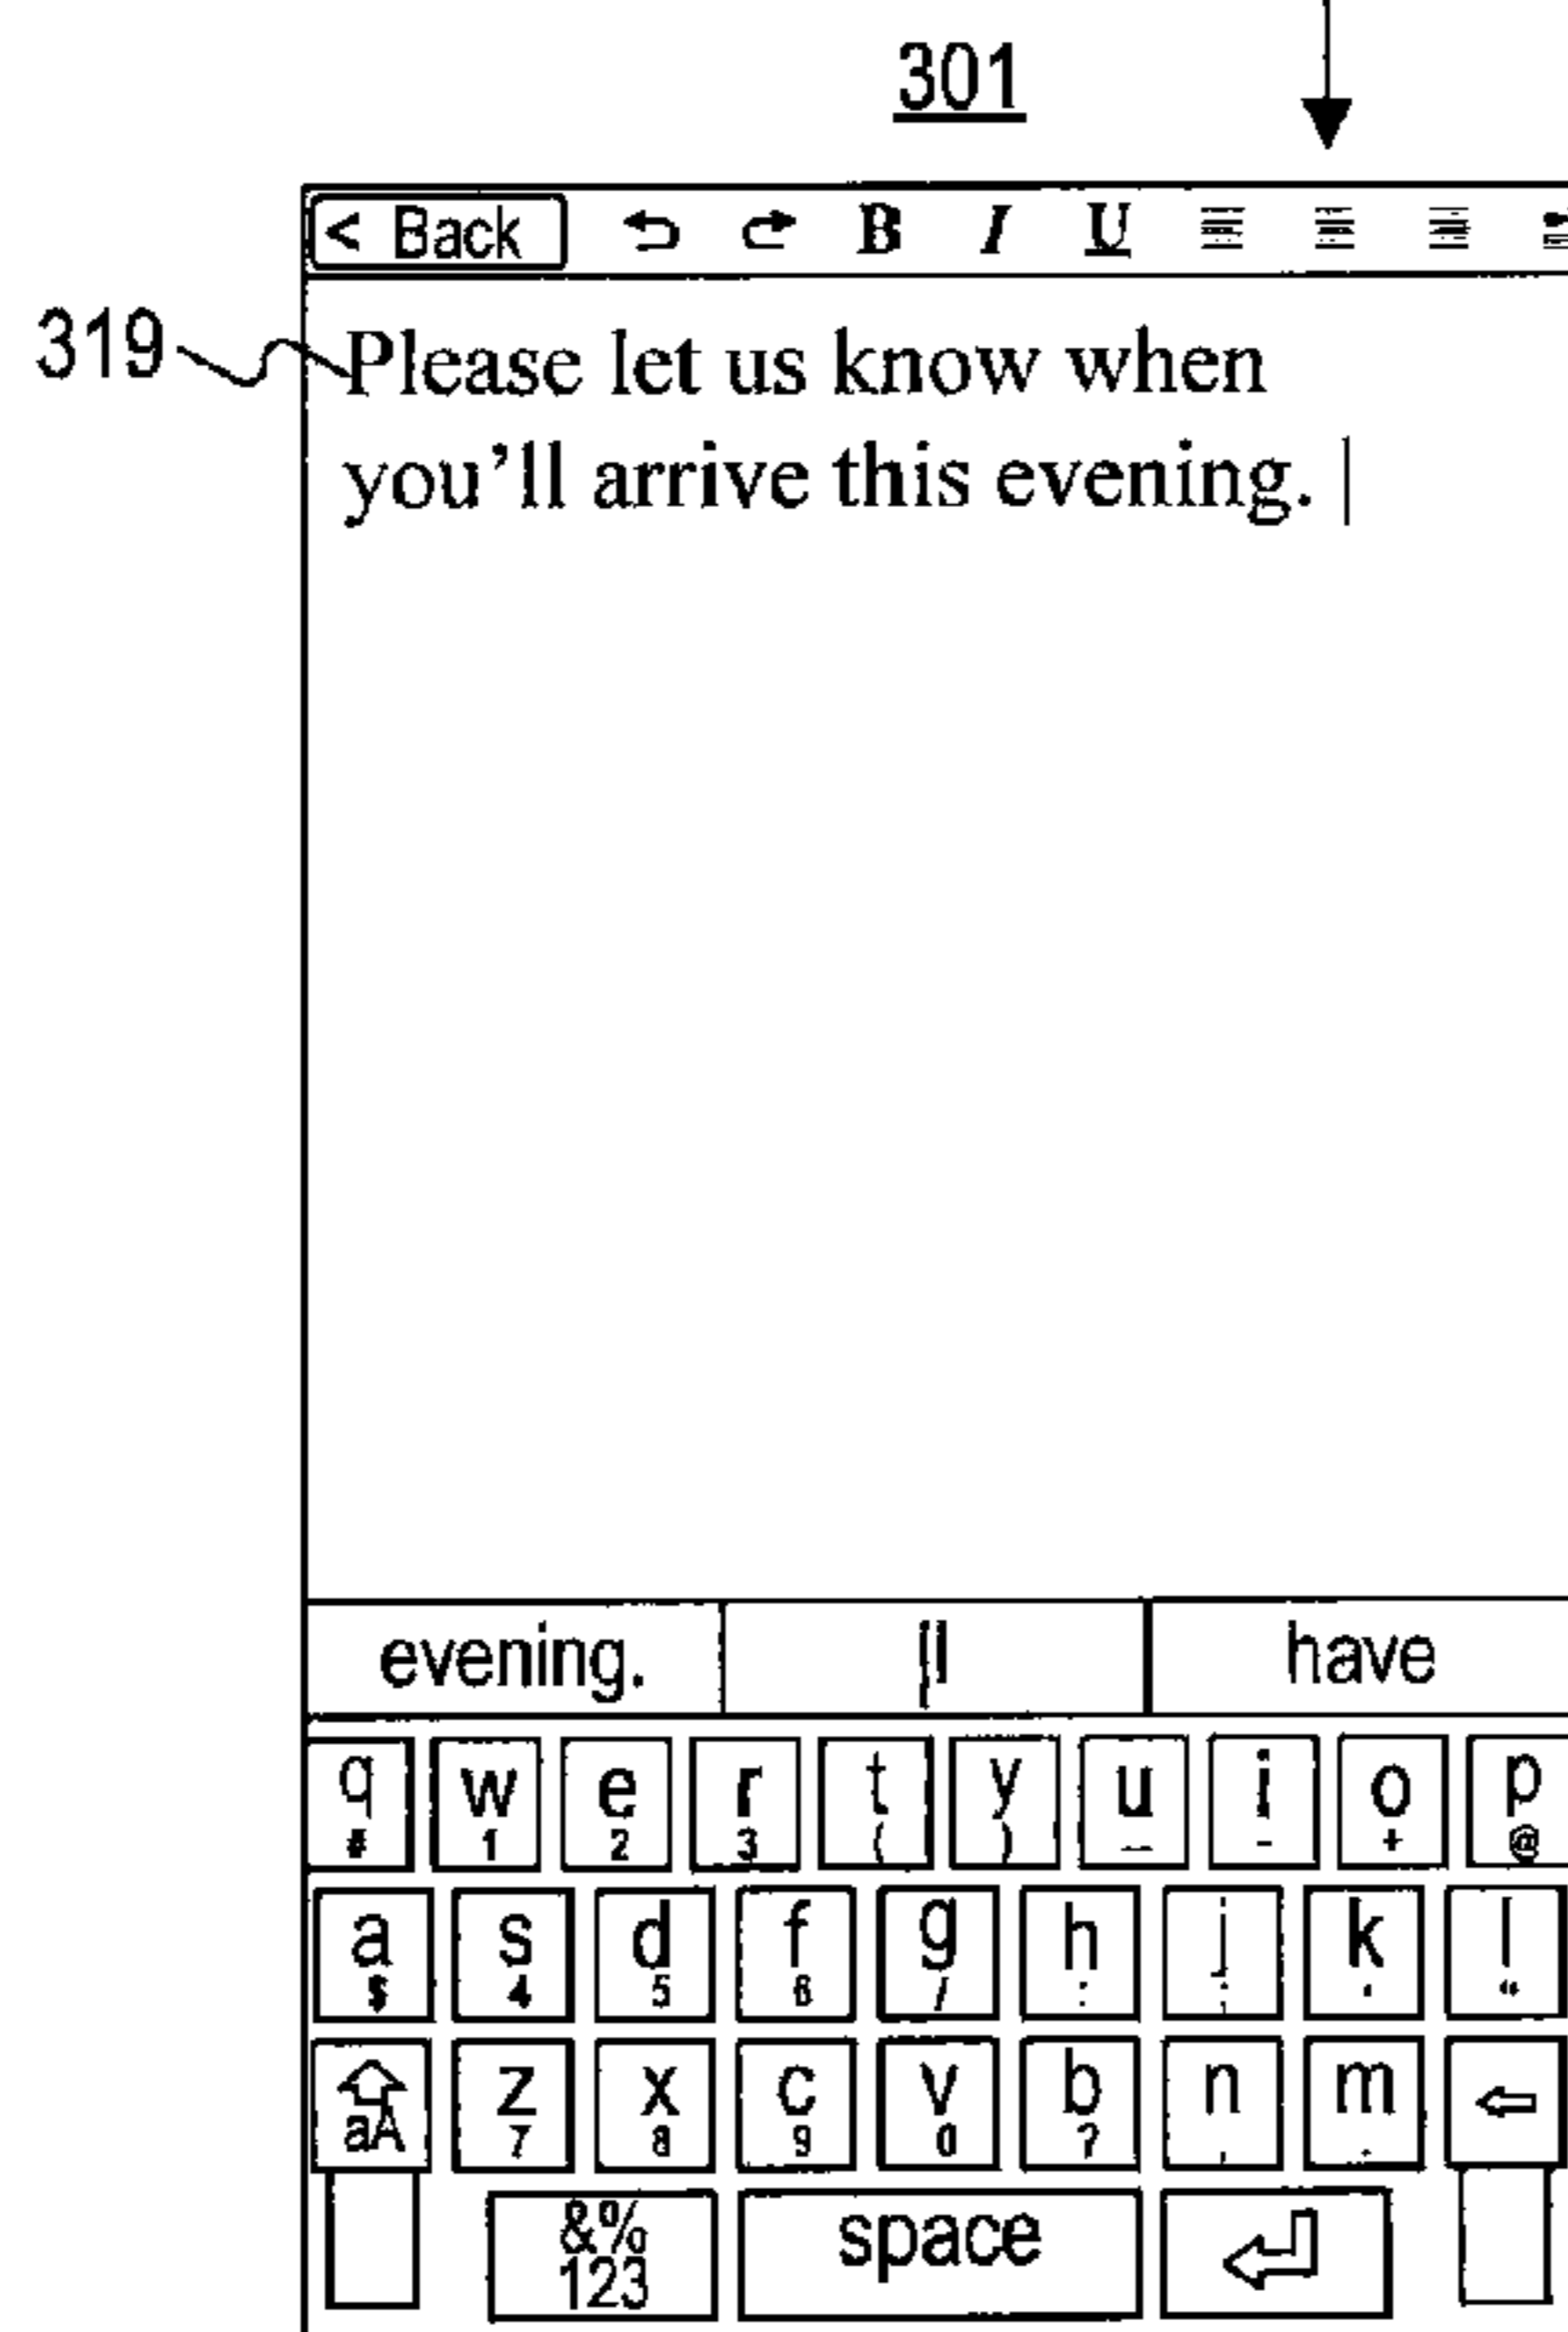 301
< Back B I U
319
Please let us know when
you’ll arrive this evening.
evening. have
q w e r t y u i o p
# 1 2 3 ( ) _ - + @
a s d f g h j k l
$ 4 5 6 / : ; ' "
aA z x c v b n m
7 8 9 0 ? , .
&% space
123